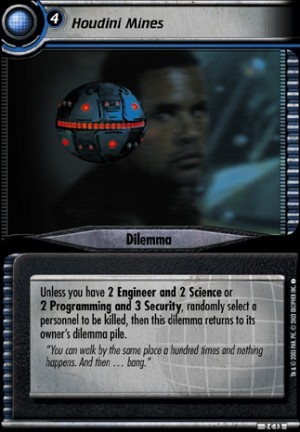 4 Houdini Mines
Dilemma
Unless you have 2 Engineer and 2 Science or
2 Programming and 3 Security, randomly select a
personnel to be killed, then this dilemma returns to its
owner's dilemma pile.
"You can walk by the same place a hundred times and nothing
happens. And then ... bang."
2 C 13